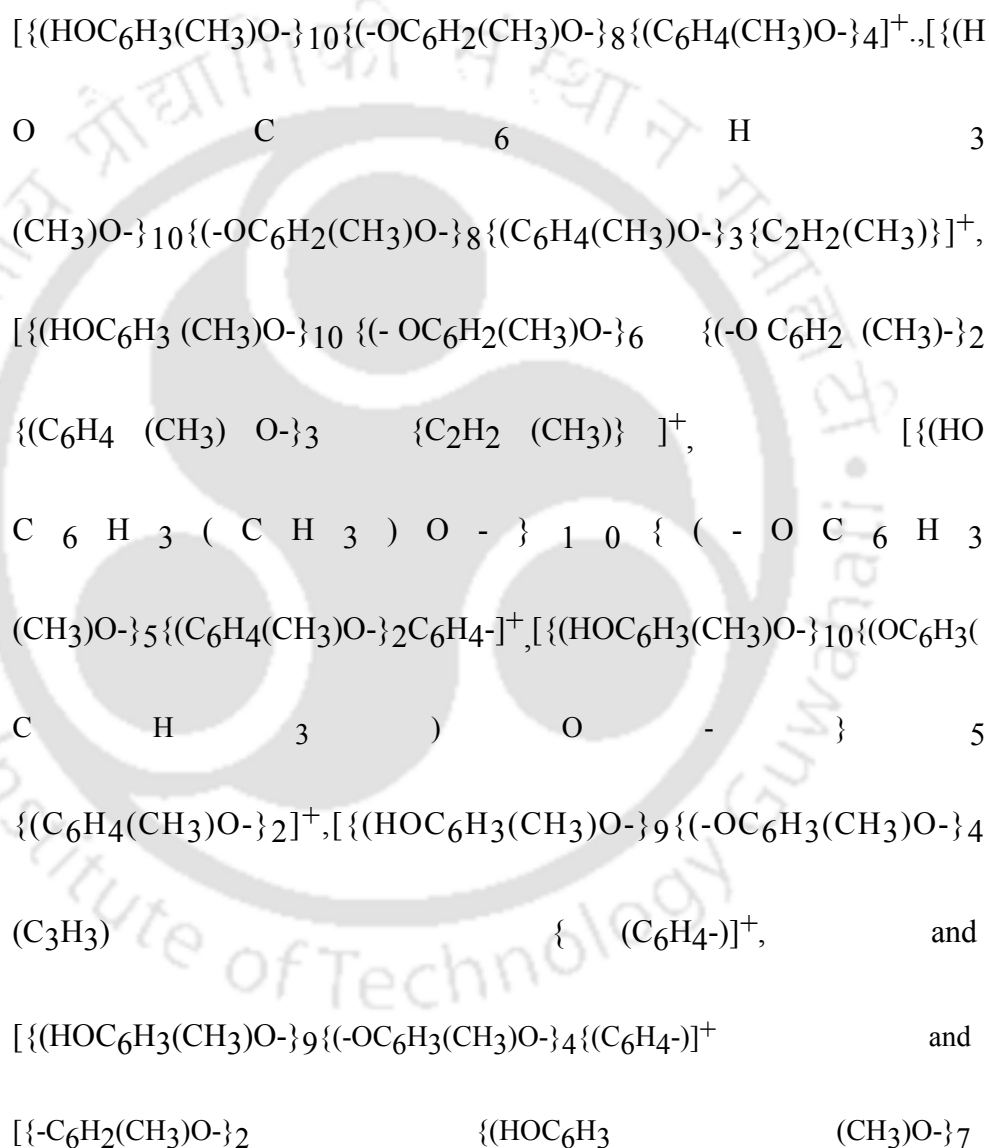 [{(HOC6H3(CH3)O-}10{(-OC6H2(CH3)O-}8{(C6H4(CH3)O-}4]+.,[{(H
O C 6 H 3
(CH3)O-}10{(-OC6H2(CH3)O-}8{(C6H4(CH3)O-}3{C2H2(CH3)}]+,
[{(HOC6H3 (CH3)O-}10 {(- OC6H2(CH3)O-}6 {(-O C6H2 (CH3)-}2
{(C6H4 (CH3) O-}3 {C2H2 (CH3)} ]+, [{(HO
C 6 H 3 ( C H 3 ) O - } 1 0 { ( - O C 6 H 3
(CH3)O-}5{(C6H4(CH3)O-}2C6H4-]+,[{(HOC6H3(CH3)O-}10{(OC6H3(
C H 3 ) O - } 5
{(C6H4(CH3)O-}2]+,[{(HOC6H3(CH3)O-}9{(-OC6H3(CH3)O-}4
(C3H3) { (C6H4-)]+, and
[{(HOC6H3(CH3)O-}9{(-OC6H3(CH3)O-}4{(C6H4-)]+ and
[{-C6H2(CH3)O-}2 {(HOC6H3 (CH3)O-}7